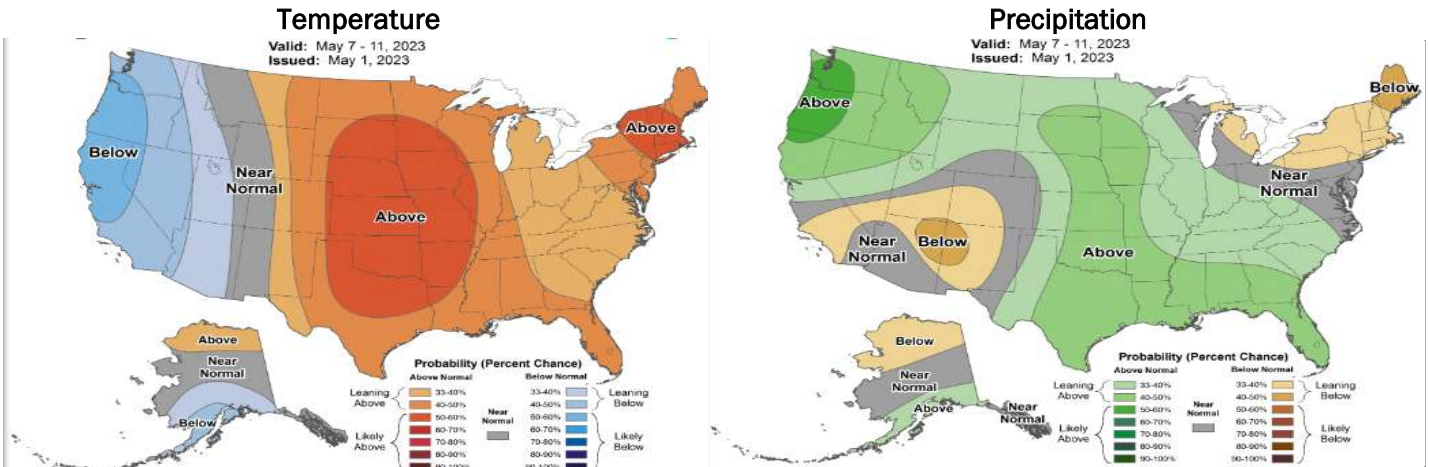 Temperature
Valid: May 7 - 11, 2023
Issued: May 1, 2023
Below
Near
Normal
Above
Above
Above
Near
Normal
Below
Probability (Percent Chance)
Above Normal
Below Normal
Leaning
Above
33-40%
40-50%
Likely
Above
50-60%
60-70%
70-80%
80-90%
90-100%
Near
Normal
33-40%
40-50%
Leaning
Below
50-60%
60-70%
70-80%
80-90%
90-100%
Likely
Below
Precipitation
Valid: May 7 - 11, 2023
Issued: May 1, 2023
Above
Below
Near
Normal
Near
Normal
Below
Above
Below
Near
Normal
Above
Near
Normal
Probability (Percent Chance)
Above Normal
Below Normal
Leaning
Above
33-40%
40-50%
Likely
Above
50-60%
60-70%
70-80%
80-90%
90-100%
Near
Normal
33-40%
40-50%
Leaning
Below
50-60%
60-70%
70-80%
80-90%
90-100%
Likely
Below